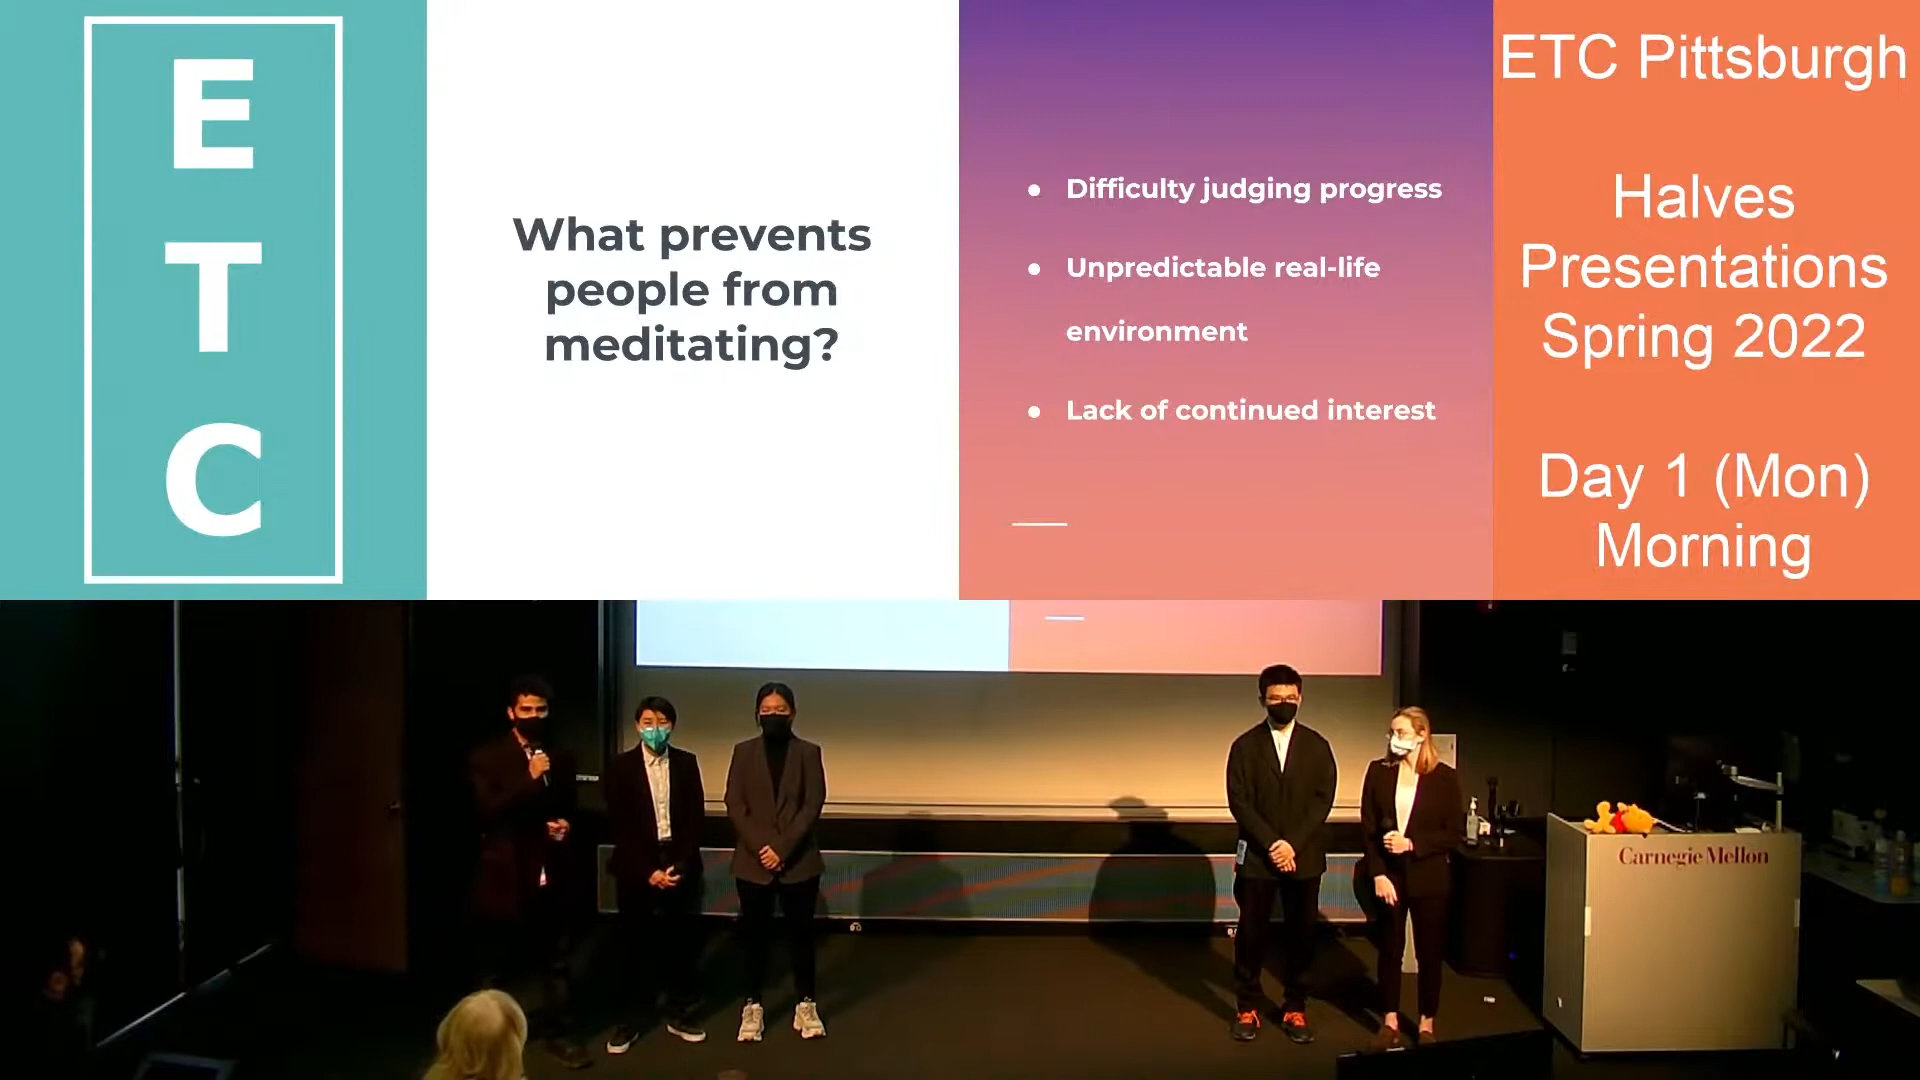 E
T
C
What prevents
people from
meditating?
● Difficulty judging progress
● Unpredictable real-life
environment
● Lack of continued interest
ETC Pittsburgh
Halves
Presentations
Spring 2022
Day 1 (Mon)
Morning
Carnegie Mellon